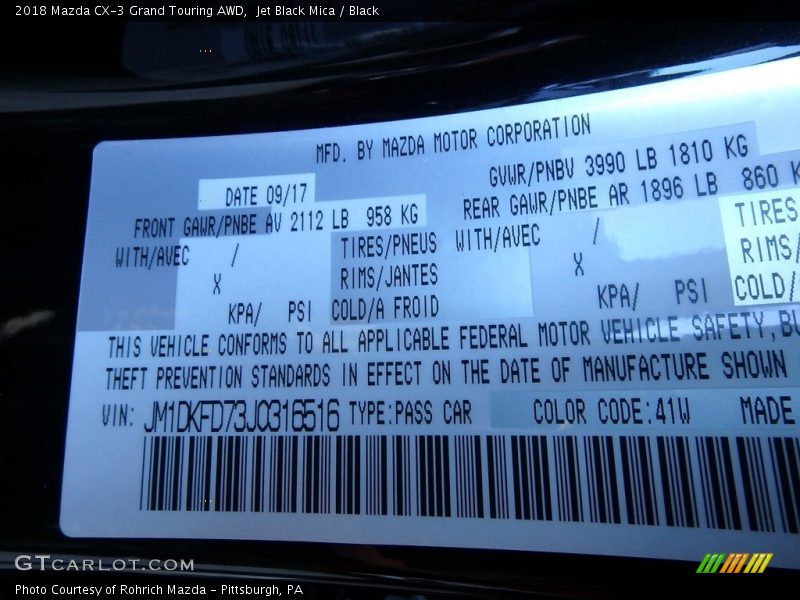 2018 Mazda CX-3 Grand Touring AWD, Jet Black Mica / Black
MFD. BY MAZDA MOTOR CORPORATION
DATE 09/17 GVWR/PNBV 3990 LB 1810 KG
FRONT GAWR/PNBE AV 2112 LB 958 KG REAR GAWR/PNBE AR 1896 LB 860
WITH/AVEC / TIRES/PNEUS WITH/AVEC / TIRES
X RIMS/JANTES X RIMS/
KPA/ PSI COLD/A FROID KPA/ PSI COLD/
THIS VEHICLE CONFORMS TO ALL APPLICABLE FEDERAL MOTOR VEHICLE SAFETY, BU
THEFT PREVENTION STANDARDS IN EFFECT ON THE DATE OF MANUFACTURE SHOWN
VIN: JM1DKFD73J0316516 TYPE:PASS CAR COLOR CODE:41W MADE
GTCARLOT.COM
Photo Courtesy of Rohrich Mazda - Pittsburgh, PA